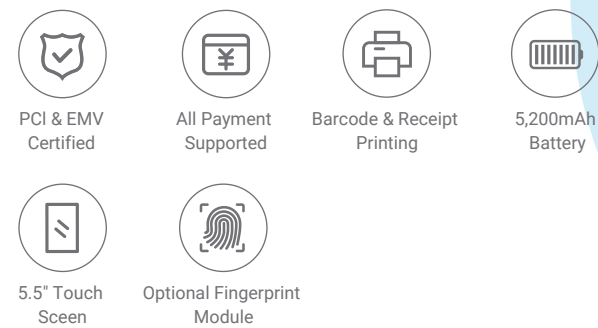 PCI & EMV
Certified
All Payment
Supported
Barcode & Receipt
Printing
5,200mAh
Battery
5.5" Touch
Sceen
Optional Fingerprint
Module